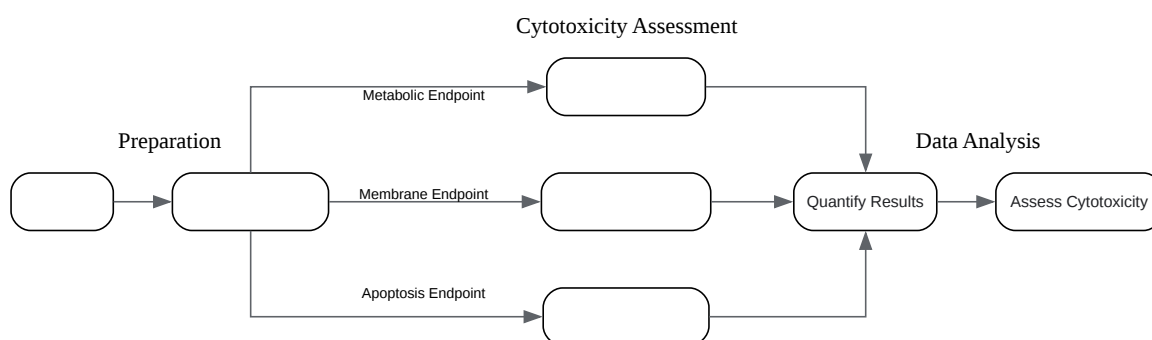 Cytotoxicity Assessment
Metabolic Endpoint
Preparation
Data Analysis
Membrane Endpoint
Quantify Results
Assess Cytotoxicity
Apoptosis Endpoint